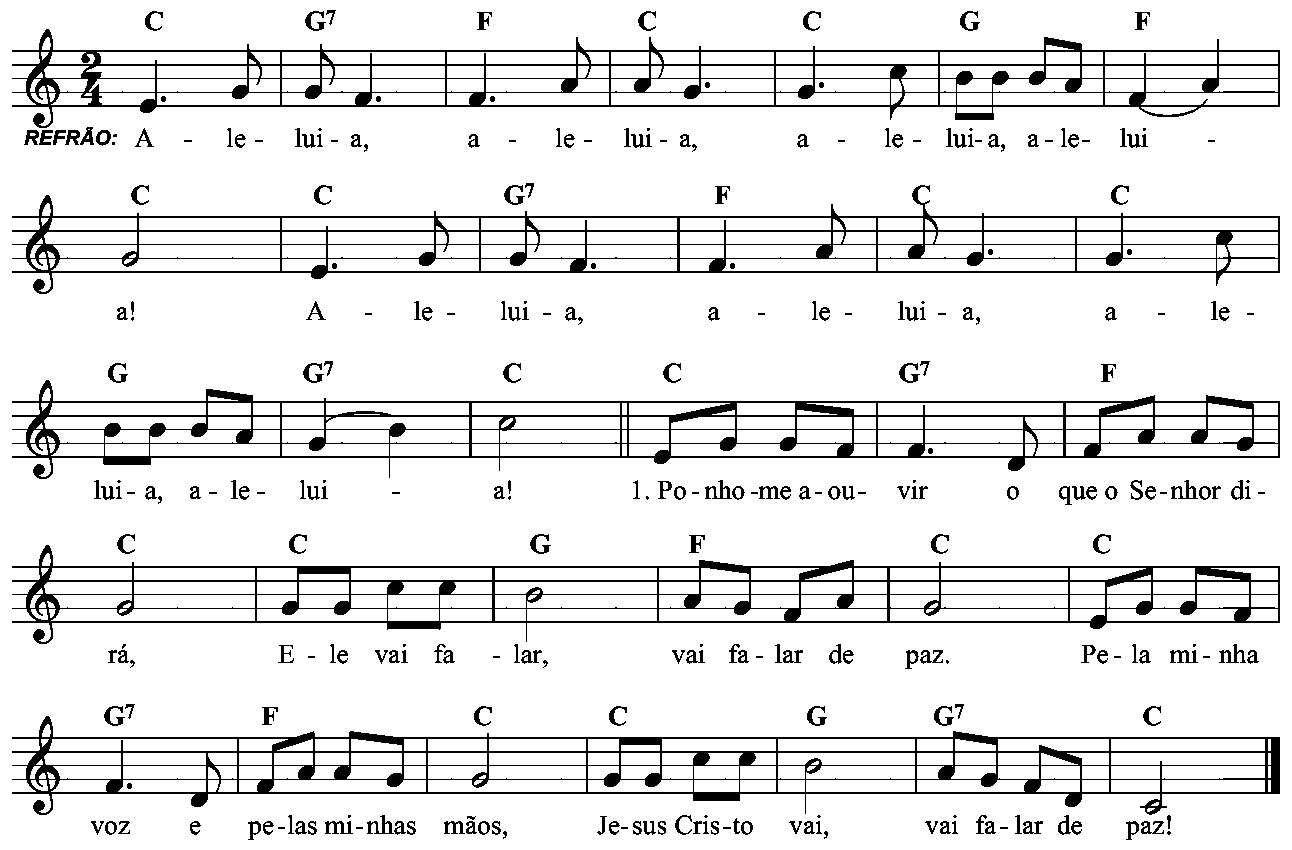 C G7 F C C G F
2
4
REFRÃO: A - le - lui - a, a - le - lui - a, a - le - lui - a, a - le - lui -
C C G7 F C C
a! A - le - lui - a, a - le - lui - a, a - le -
G G7 C C G7 F
lui - a, a - le - lui - a! 1. Po - nho - me a - ou - vir o que o Se - nhor di -
C C G F C C
rá, E - le vai fa - lar, vai fa - lar de paz. Pe - la mi - nha
G7 F C C G G7 C
voz e pe - las mi - nhas mãos, Je - sus Cris - to vai, vai fa - lar de paz!